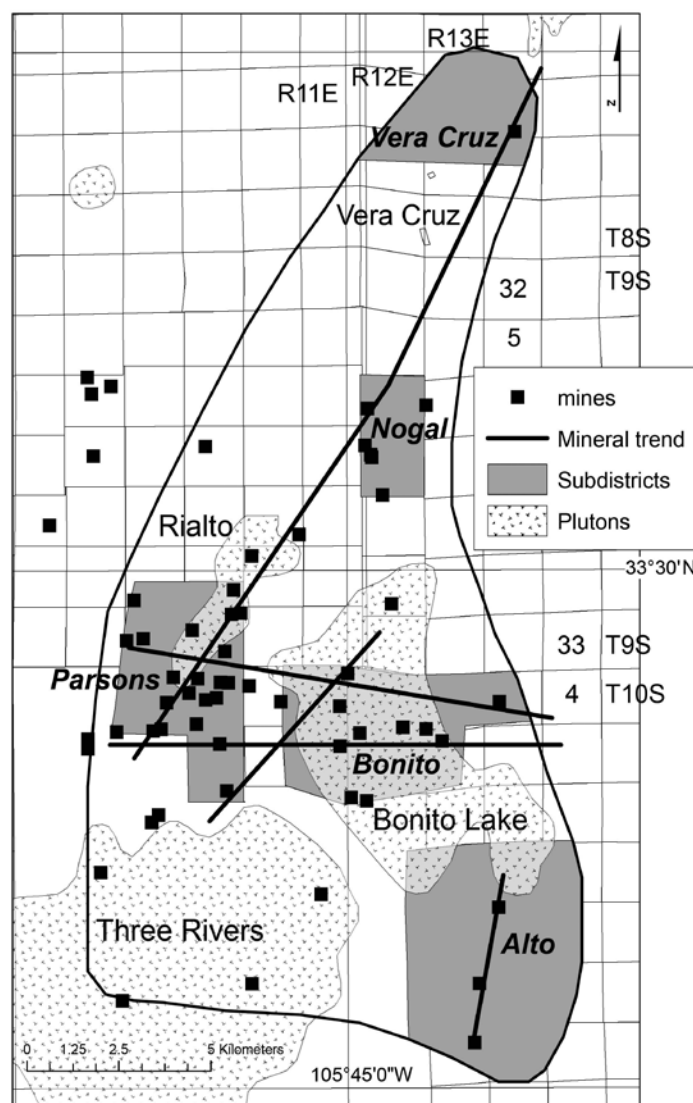 R13E
R12E
R11E
z
Vera Cruz
Vera Cruz
T8S
32
T9S
5
mines
Mineral trend
Subdistricts
Plutons
Nogal
Rialto
33°30'N
33
T9S
Parsons
4
T10S
Bonito
Bonito Lake
Three Rivers
Alto
0 1.25 2.5 5 Kilometers
105°45'0"W